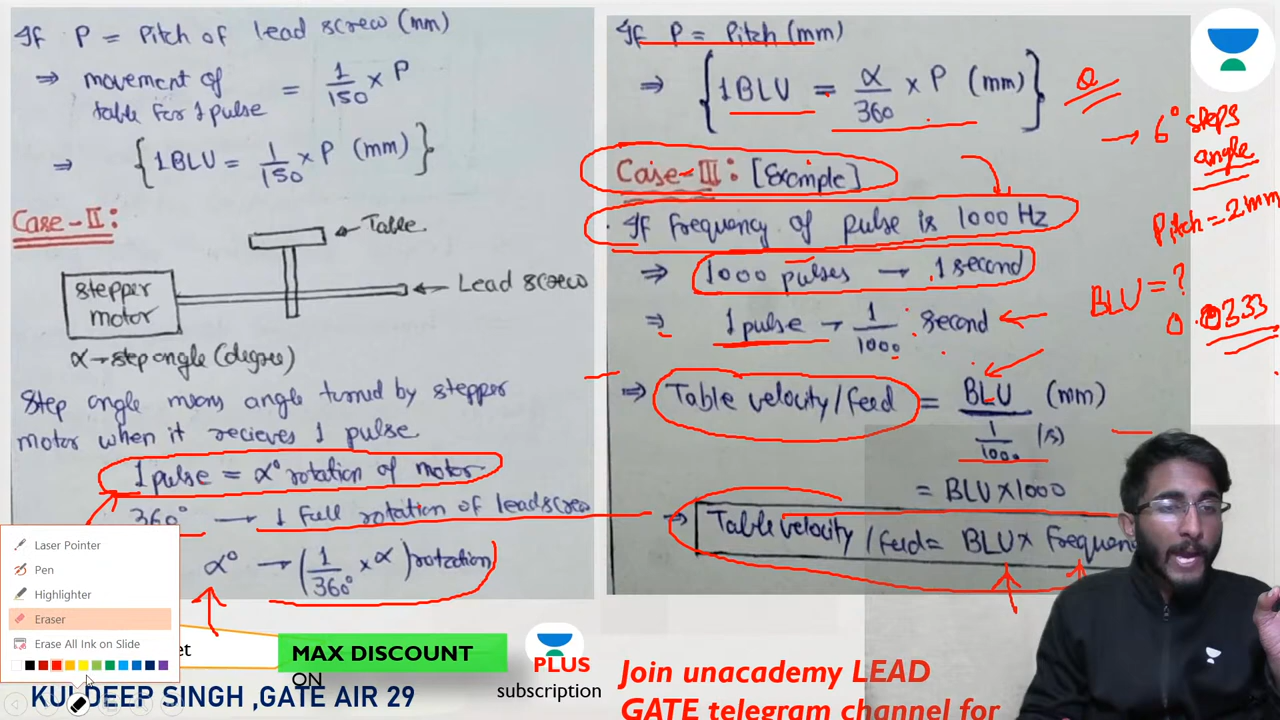 If P = Pitch of lead screw (mm)
⇒ movement of table for 1 pulse = 1/150 × P
⇒ {1BLU = 1/150 × P (mm)}
Case-II:
Table
stepper motor
Lead screw
α → step angle (degree)
Step angle means angle turned by stepper
motor when it recieves 1 pulse
1 pulse = α° rotation of motor
360° → 1 full rotation of leadscrew
α° → (1/360° × α) rotation
If P = Pitch (mm)
⇒ {1BLU = α/360 × P (mm)}
Case-III: [Example]
If frequency of pulse is 1000 Hz
⇒ 1000 pulses → 1 second
⇒ 1 pulse → 1/1000 second
⇒ Table velocity/feed = BLU (mm) / 1/1000 (s)
= BLU×1000
⇒ Table velocity/feed = BLU× Frequen
Q
→ 6° steps
angle
Pitch = 2mm
BLU = ?
0.0333
Laser Pointer
Pen
Highlighter
Eraser
Erase All Ink on Slide
et
MAX DISCOUNT
ON
KULDEEP SINGH ,GATE AIR 29
PLUS
subscription
Join unacademy LEAD
GATE telegram channel for